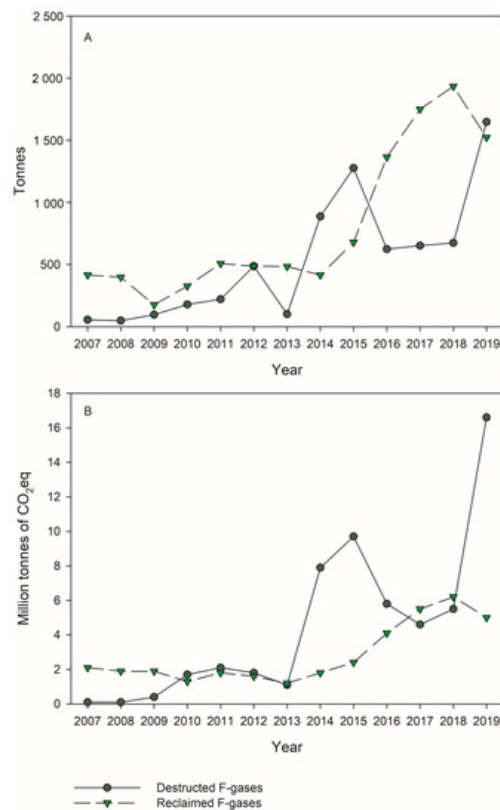 2 500
A
2 000
1 500
1 000
500
0
Tonnes
2007 2008 2009 2010 2011 2012 2013 2014 2015 2016 2017 2018 2019
Year
18
B
16
14
12
10
8
6
4
2
0
Million tonnes of CO₂eq
2007 2008 2009 2010 2011 2012 2013 2014 2015 2016 2017 2018 2019
Year
Destructed F-gases
Reclaimed F-gases